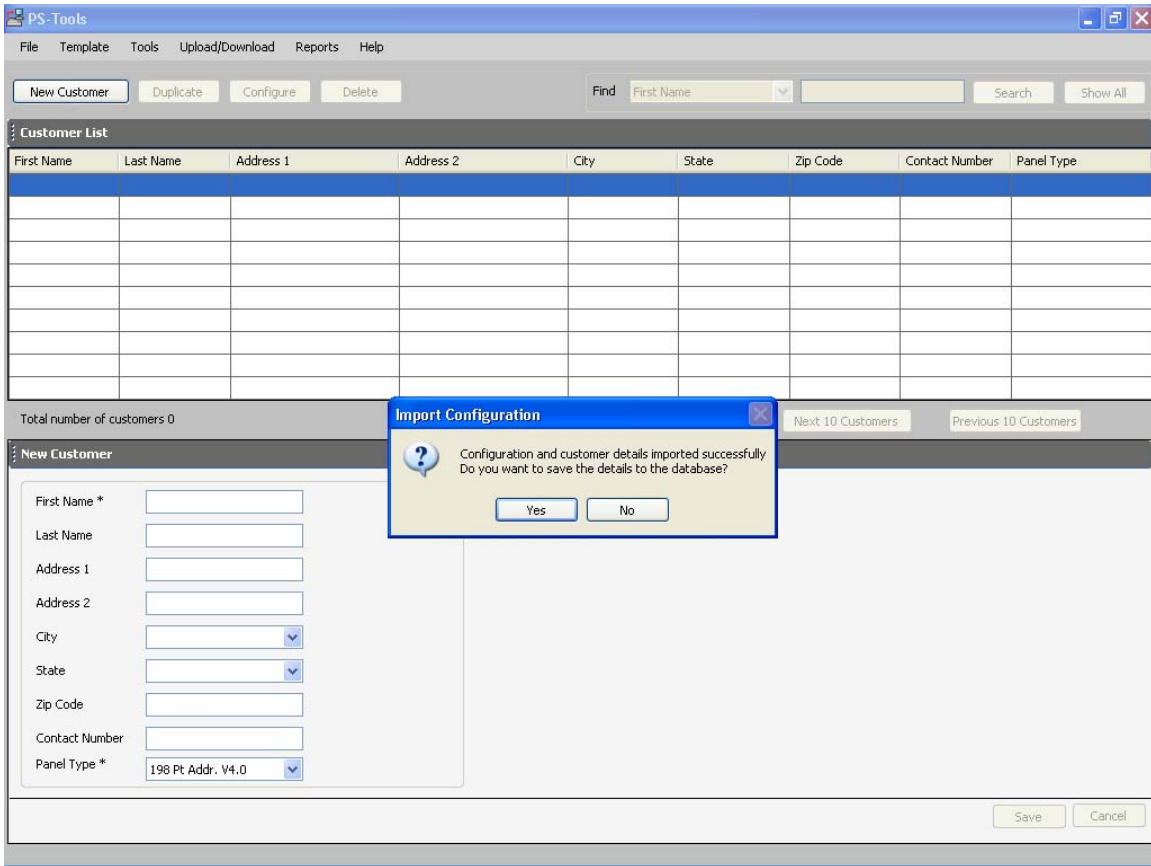 PS-Tools
File Template Tools Upload/Download Reports Help
New Customer Duplicate Configure Delete Find First Name Search Show All
Customer List
First Name Last Name Address 1 Address 2 City State Zip Code Contact Number Panel Type
Total number of customers 0 Next 10 Customers Previous 10 Customers
Import Configuration
Configuration and customer details imported successfully
Do you want to save the details to the database?
Yes No
New Customer
First Name *
Last Name
Address 1
Address 2
City
State
Zip Code
Contact Number
Panel Type * 198 Pt Addr. V4.0
Save Cancel